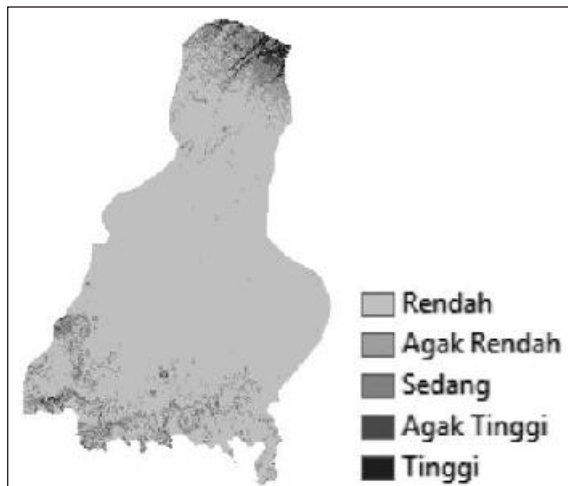 Rendah
Agak Rendah
Sedang
Agak Tinggi
Tinggi